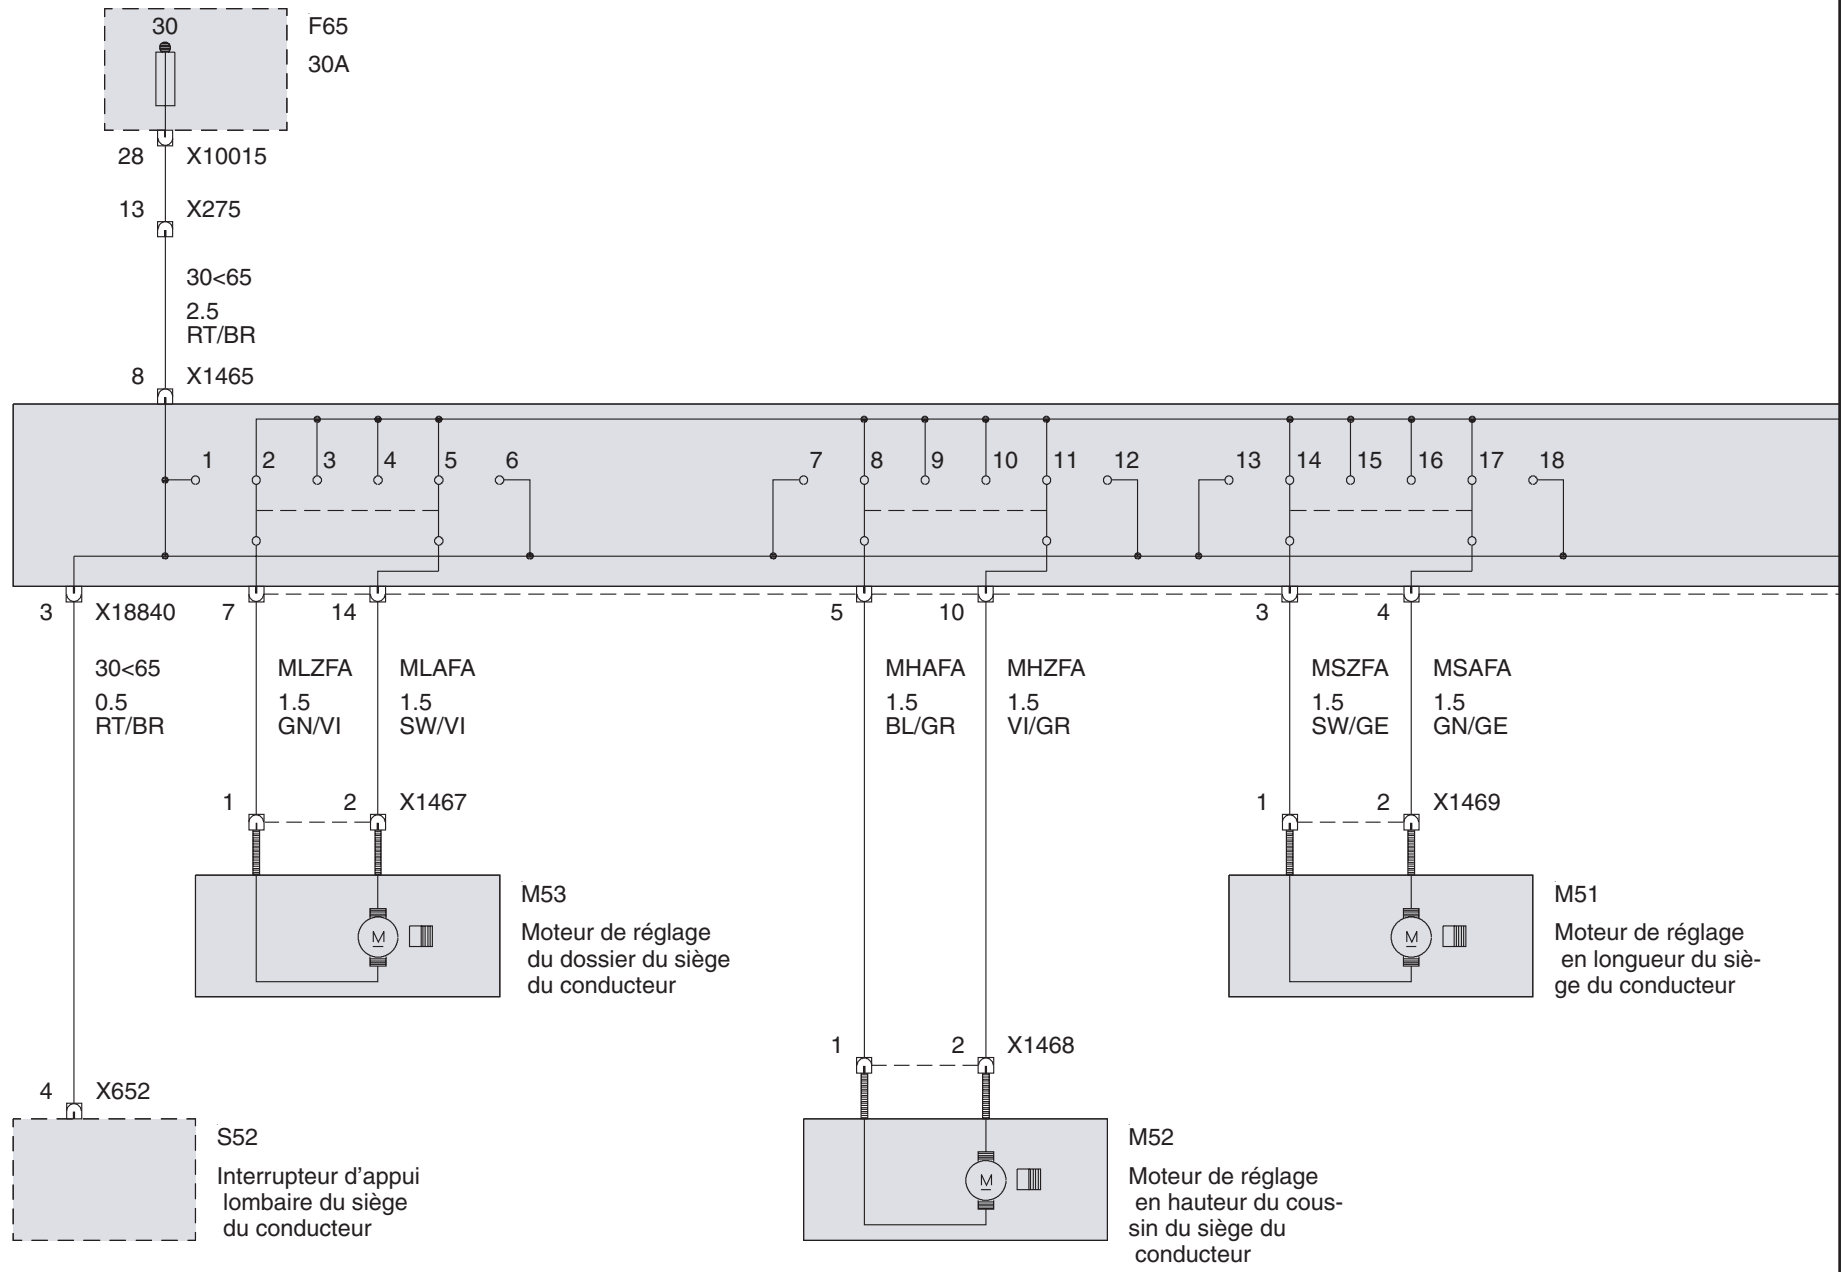 30
F65
30A
28 X10015
13 X275
30<65
2.5
RT/BR
8 X1465
1 2 3 4 5 6 7 8 9 10 11 12 13 14 15 16 17 18
3 X18840 7 14 5 10 3 4
30<65 MLZFA MLAFA MHAFA MHZFA MSZFA MSAFA
0.5 1.5 1.5 1.5 1.5 1.5 1.5
RT/BR GN/VI SW/VI BL/GR VI/GR SW/GE GN/GE
1 2 X1467
1 2 X1469
M
M53
Moteur de réglage
du dossier du siège
du conducteur
M
M51
Moteur de réglage
en longueur du siè-
ge du conducteur
1 2 X1468
4 X652
S52
Interrupteur d'appui
lombaire du siège
du conducteur
M
M52
Moteur de réglage
en hauteur du cous-
sin du siège du
conducteur